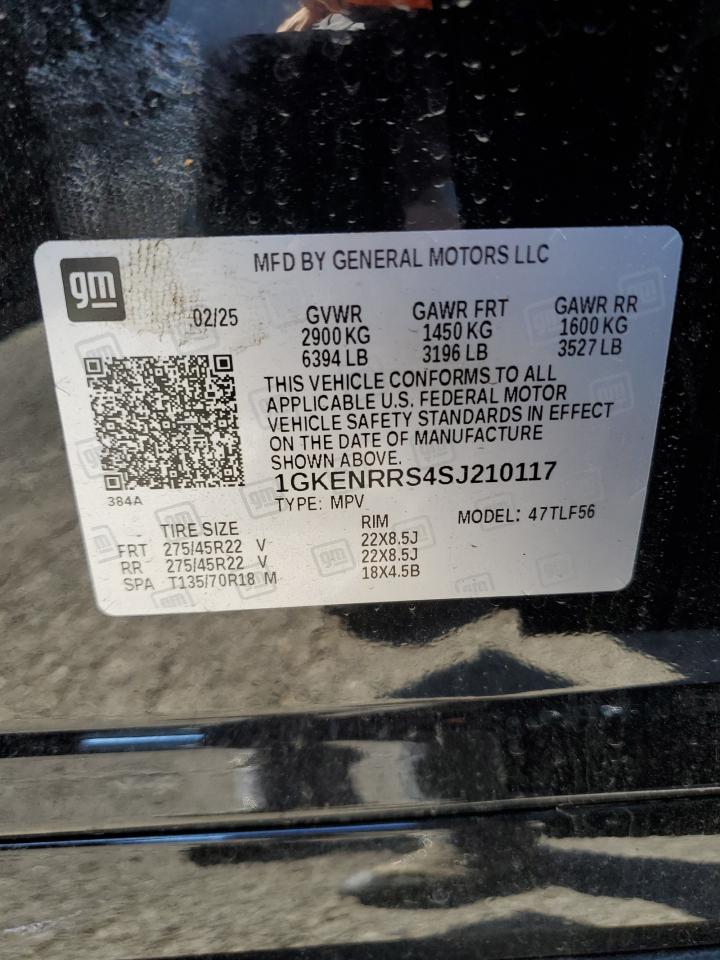 gm
MFD BY GENERAL MOTORS LLC
02/25 GVWR GAWR FRT GAWR RR
2900 KG 1450 KG 1600 KG
6394 LB 3196 LB 3527 LB
THIS VEHICLE CONFORMS TO ALL
APPLICABLE U.S. FEDERAL MOTOR
VEHICLE SAFETY STANDARDS IN EFFECT
ON THE DATE OF MANUFACTURE
SHOWN ABOVE.
384A
1GKENRRS4SJ210117
TYPE: MPV MODEL: 47TLF56
TIRE SIZE RIM
FRT 275/45R22 V 22X8.5J
RR 275/45R22 V 22X8.5J
SPA T135/70R18 M 18X4.5B